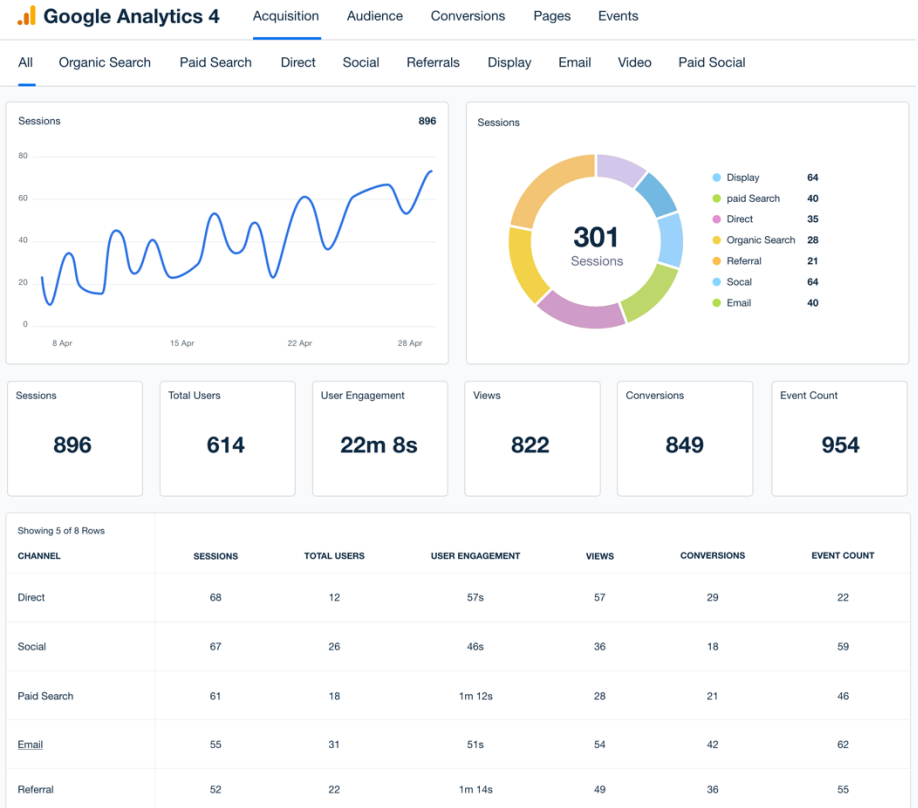 Google Analytics 4 Acquisition Audience Conversions Pages Events
All Organic Search Paid Search Direct Social Referrals Display Email Video Paid Social
Sessions 896
80
60
40
20
0
8 Apr 15 Apr 22 Apr 28 Apr
Sessions
301
Sessions
Display 64
paid Search 40
Direct 35
Organic Search 28
Referral 21
Socal 64
Email 40
Sessions
896
Total Users
614
User Engagement
22m 8s
Views
822
Conversions
849
Event Count
954
Showing 5 of 8 Rows
CHANNEL SESSIONS TOTAL USERS USER ENGAGEMENT VIEWS CONVERSIONS EVENT COUNT
Direct 68 12 57s 57 29 22
Social 67 26 46s 36 18 59
Paid Search 61 18 1m 12s 28 21 46
Email 55 31 51s 54 42 62
Referral 52 22 1m 14s 49 36 55